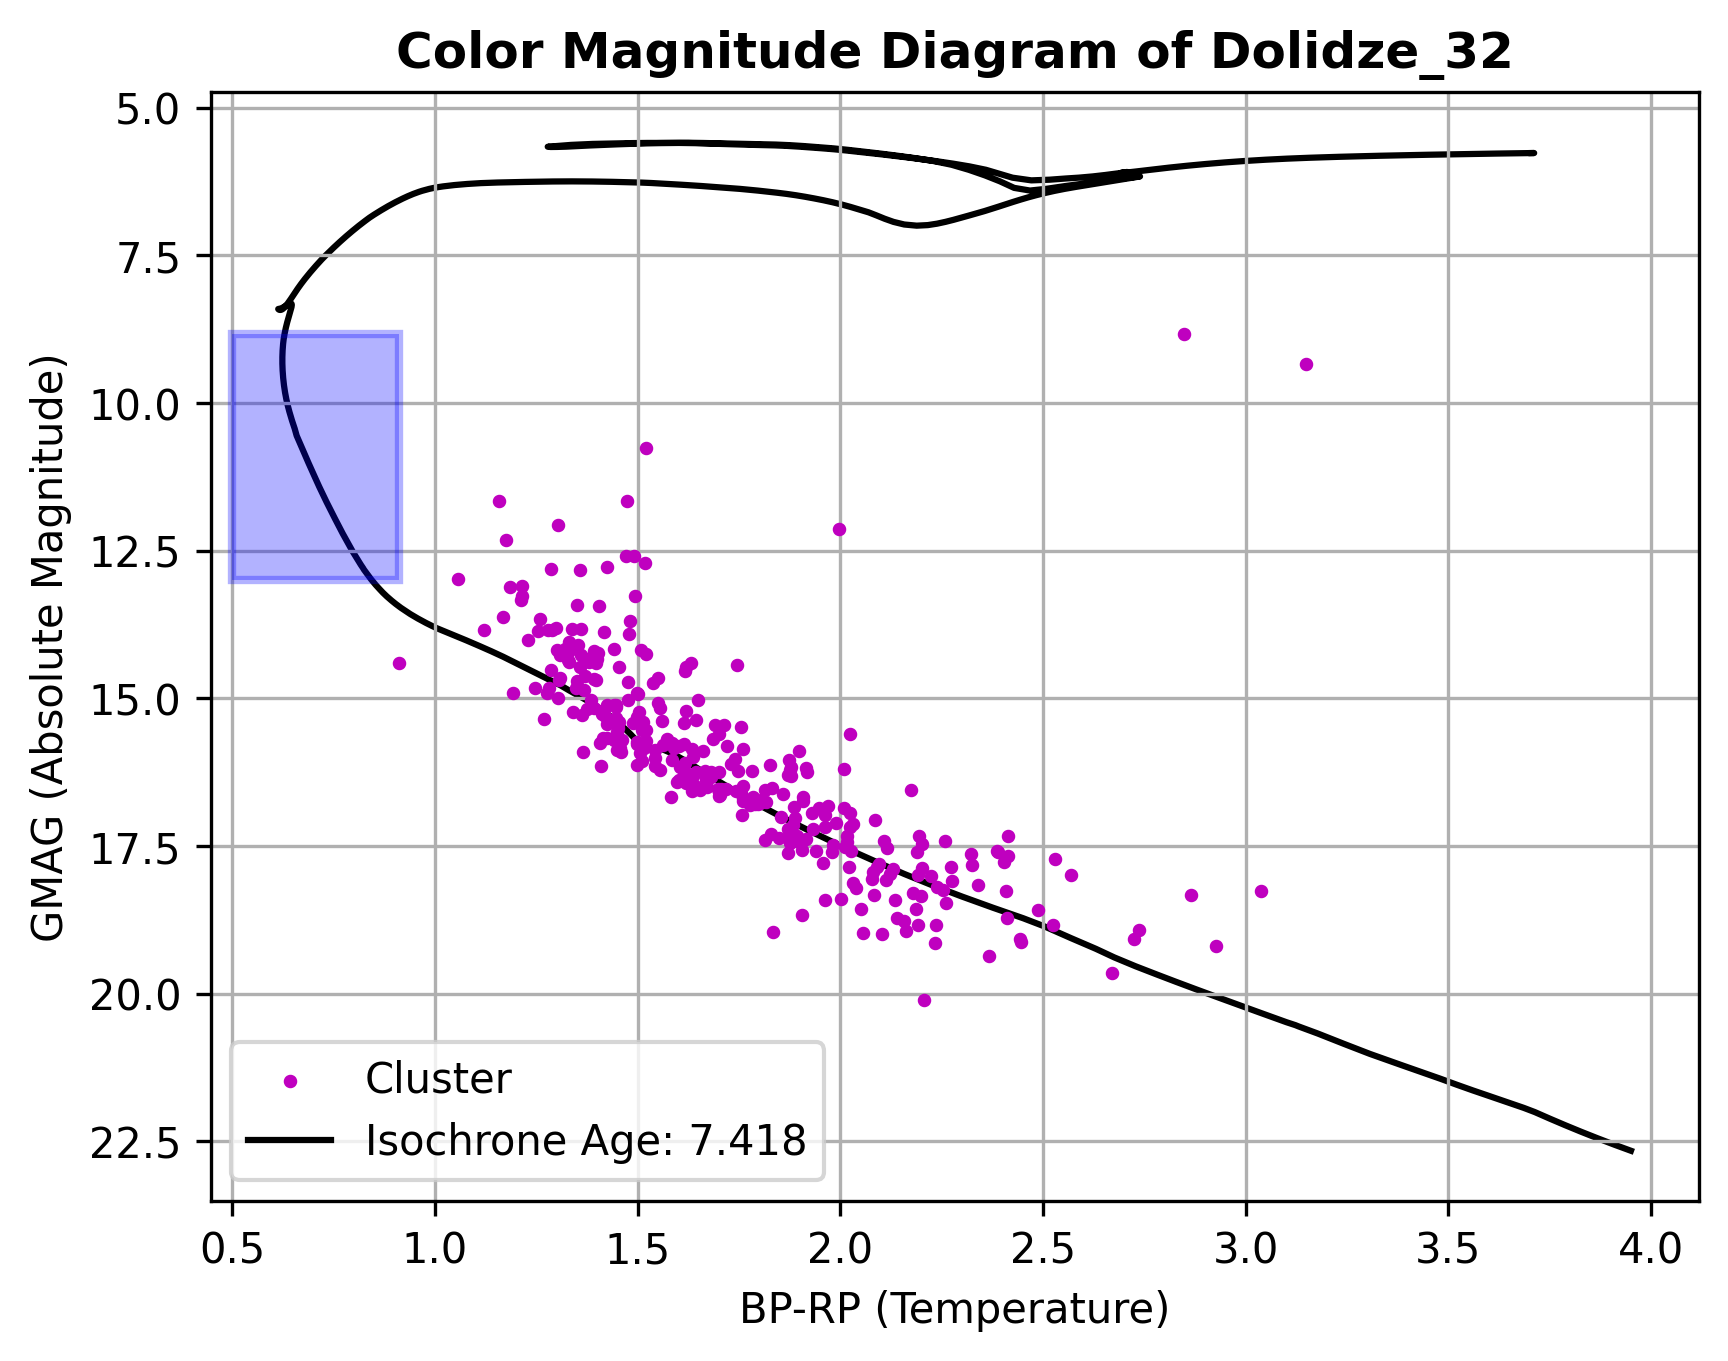 Color Magnitude Diagram of Dolidze_32
GMAG (Absolute Magnitude)
5.0
7.5
10.0
12.5
15.0
17.5
20.0
22.5
Cluster
Isochrone Age: 7.418
0.5 1.0 1.5 2.0 2.5 3.0 3.5 4.0
BP-RP (Temperature)